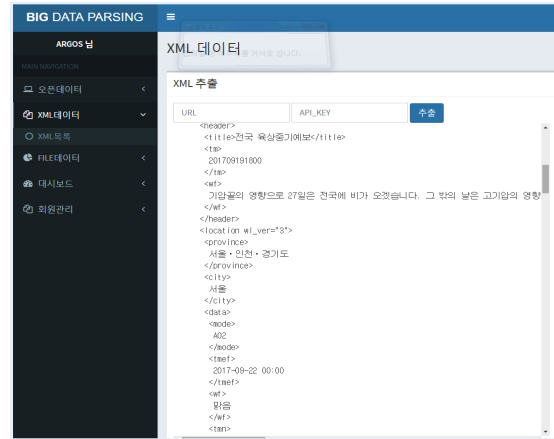 BIG DATA PARSING
ARGOS 님
MAIN NAVIGATION
오픈데이터
XML데이터
XML목록
FILE데이터
대시보드
회원관리
XML 데이터
XML 추출
URL API_KEY 추출
<header>
<title>전국 육상중기예보</title>
<tm>
201709191800
</tm>
<wf>
기압골의 영향으로 27일은 전국에 비가 오겠습니다. 그 밖의 날은 고기압의 영향
</wf>
</header>
<location wl_ver="3">
<province>
서울·인천·경기도
</province>
<city>
서울
</city>
<data>
<mode>
A02
</mode>
<tmef>
2017-09-22 00:00
</tmef>
<wf>
맑음
</wf>
<tmn>